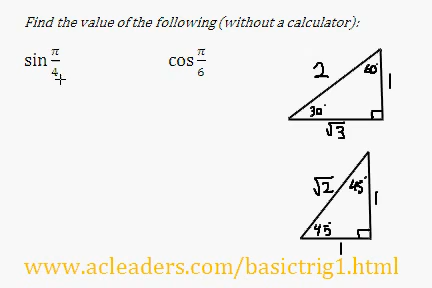 Find the value of the following (without a calculator):
sin π/4
cos π/6
2
60°
1
30°
√3
√2
45°
1
45°
1
www.acleaders.com/basictrig1.html